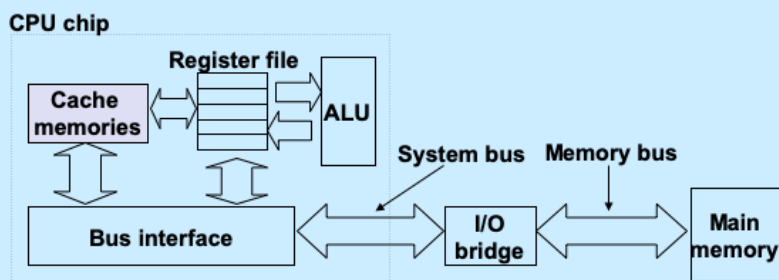 CPU chip
Register file
Cache
memories
ALU
System bus
Memory bus
Bus interface
I/O
bridge
Main
memory